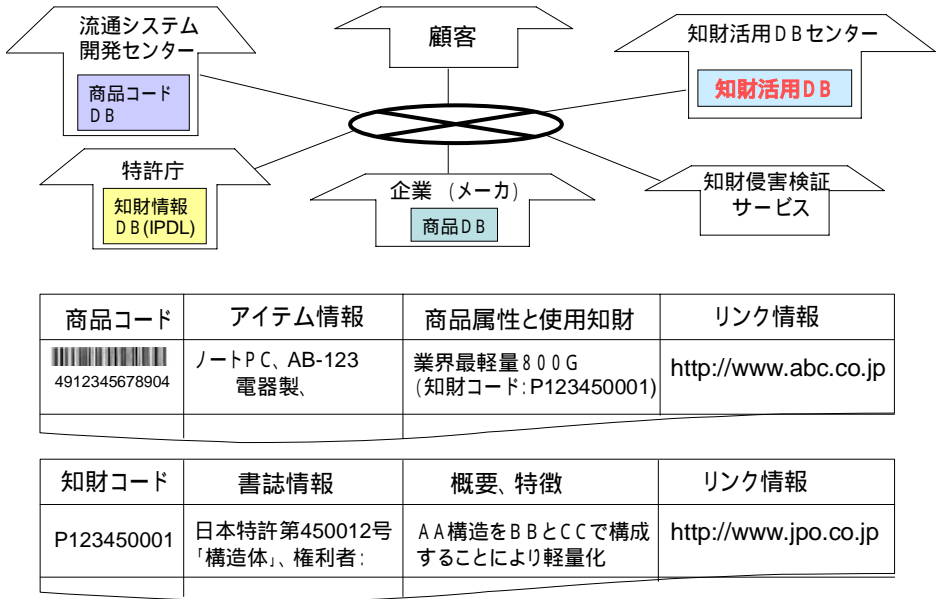 流通システム
開発センター
商品コード
DB
顧客
知財活用DBセンター
知財活用DB
特許庁
知財情報
DB(IPDL)
企業 (メーカ)
商品DB
知財侵害検証
サービス
商品コード
アイテム情報
商品属性と使用知財
リンク情報
4912345678904
ノートPC、AB-123
電器製、
業界最軽量800G
(知財コード:P123450001)
http://www.abc.co.jp
知財コード
書誌情報
概要、特徴
リンク情報
P123450001
日本特許第450012号
「構造体」、権利者:
AA構造をBBとCCで構成
することにより軽量化
http://www.jpo.co.jp